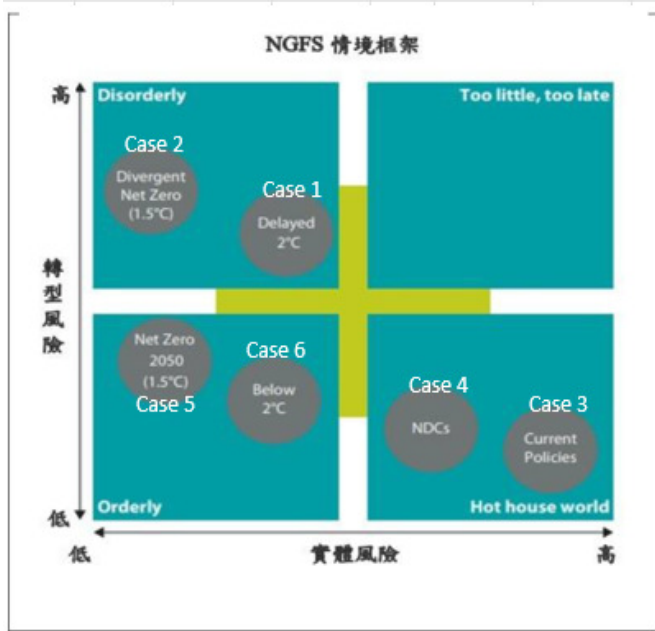 NGFS 情境框架
高
Disorderly
Too little, too late
Case 2
Divergent
Net Zero
(1.5°C)
Case 1
Delayed
2°C
轉型風險
Net Zero
2050
(1.5°C)
Case 5
Case 6
Below
2°C
Case 4
NDCs
Case 3
Current
Policies
Orderly
Hot house world
低
低
實體風險
高